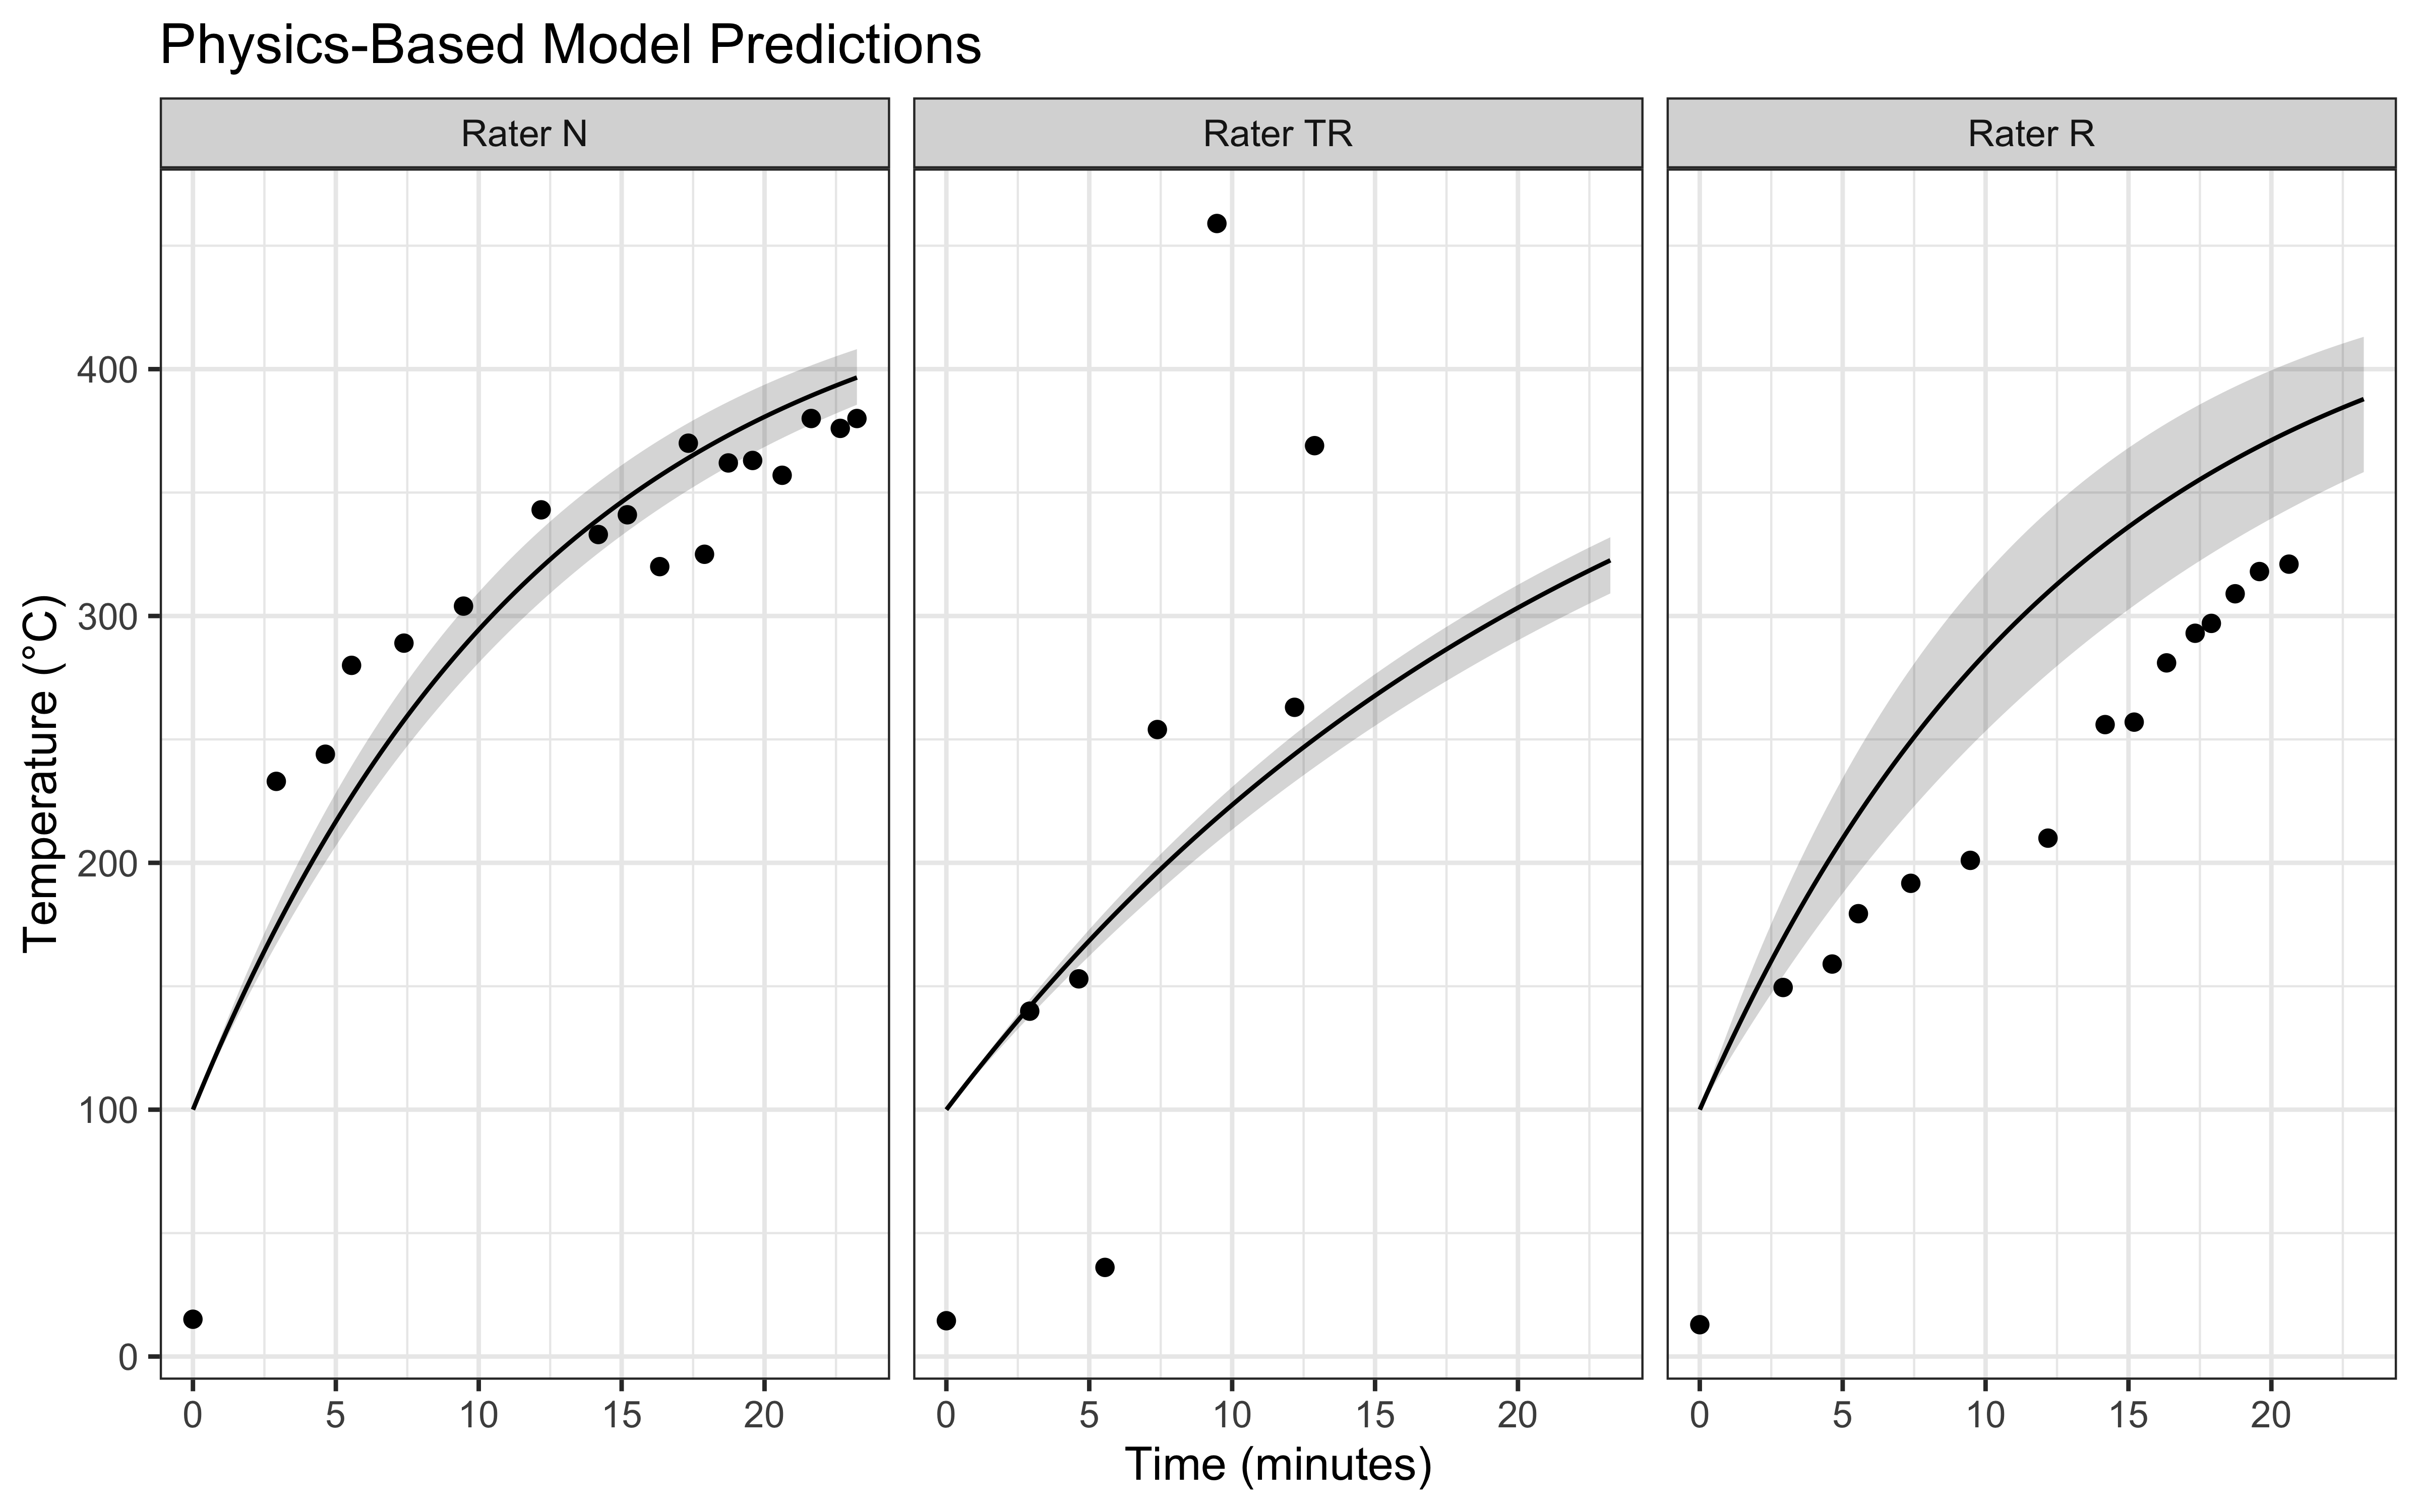 Physics-Based Model Predictions
Rater N
Rater TR
Rater R
Temperature (°C)
400
300
200
100
0
0 5 10 15 20
0 5 10 15 20
0 5 10 15 20
Time (minutes)